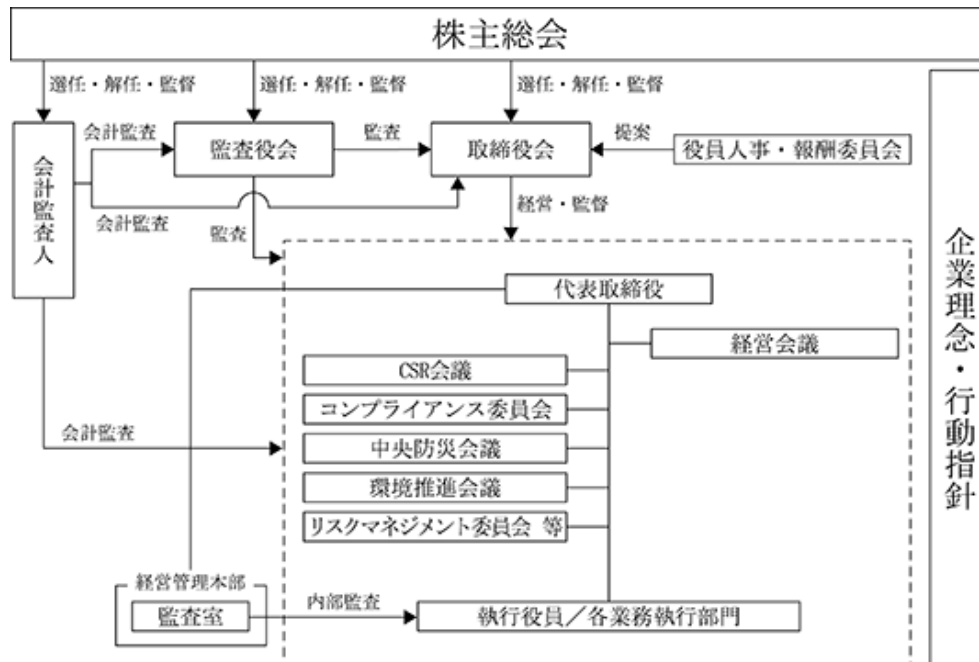 株主総会
選任・解任・監督
選任・解任・監督
選任・解任・監督
会計監査人
会計監査
監査役会
監査
取締役会
提案
役員人事・報酬委員会
会計監査
監査
経営・監督
企業理念・行動指針
代表取締役
経営会議
CSR会議
コンプライアンス委員会
会計監査
中央防災会議
環境推進会議
リスクマネジメント委員会 等
経営管理本部
監査室
内部監査
執行役員／各業務執行部門